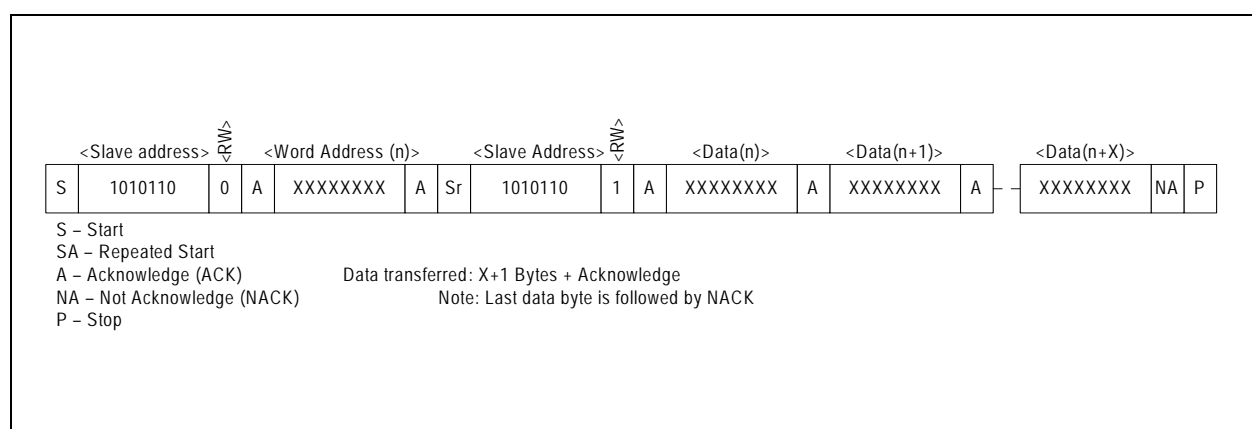 <Slave address> <RW> <Word Address (n)> <Slave Address> <RW> <Data(n)> <Data(n+1)> <Data(n+X)>
S 1010110 0 A XXXXXXXX A Sr 1010110 1 A XXXXXXXX A XXXXXXXX A XXXXXXXX NA P
S – Start
SA – Repeated Start
A – Acknowledge (ACK) Data transferred: X+1 Bytes + Acknowledge
NA – Not Acknowledge (NACK) Note: Last data byte is followed by NACK
P – Stop